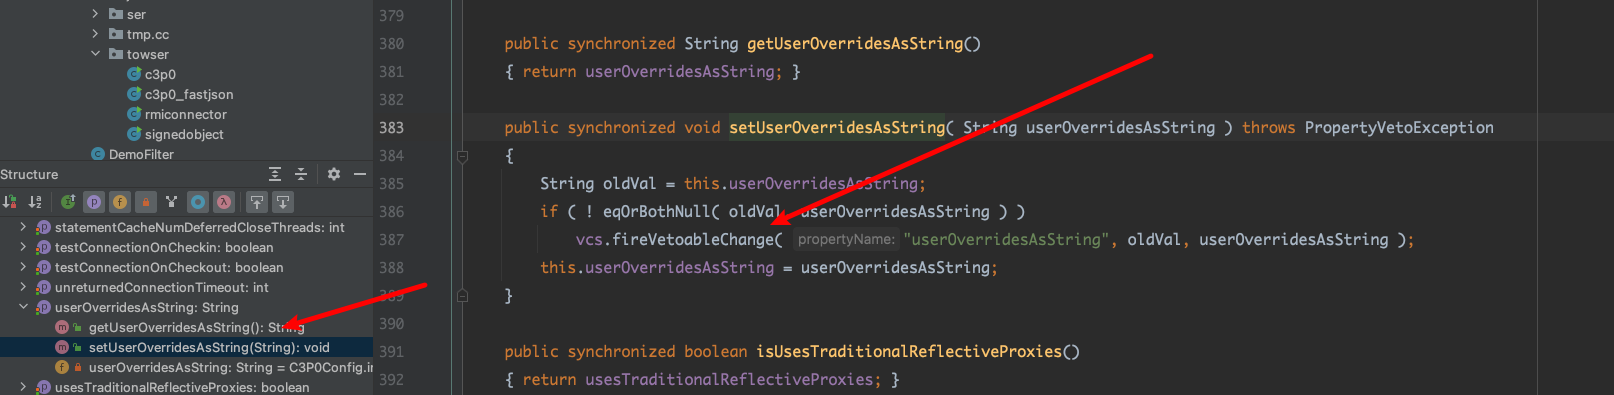 ser
tmp.cc
towser
c3p0
c3p0_fastjson
rmiconnector
signedobject
DemoFilter
Structure
statementCacheNumDeferredCloseThreads: int
testConnectionOnCheckin: boolean
testConnectionOnCheckout: boolean
unreturnedConnectionTimeout: int
userOverridesAsString: String
getUserOverridesAsString(): String
setUserOverridesAsString(String): void
userOverridesAsString: String = C3P0Config.in
usesTraditionalReflectiveProxies: boolean
379
380 public synchronized String getUserOverridesAsString()
381 { return userOverridesAsString; }
382
383 public synchronized void setUserOverridesAsString( String userOverridesAsString ) throws PropertyVetoException
384 {
385 String oldVal = this.userOverridesAsString;
386 if ( ! eqOrBothNull( oldVal, userOverridesAsString ) )
387 vcs.fireVetoableChange( propertyName: "userOverridesAsString", oldVal, userOverridesAsString );
388 this.userOverridesAsString = userOverridesAsString;
389 }
390
391 public synchronized boolean isUsesTraditionalReflectiveProxies()
392 { return usesTraditionalReflectiveProxies; }